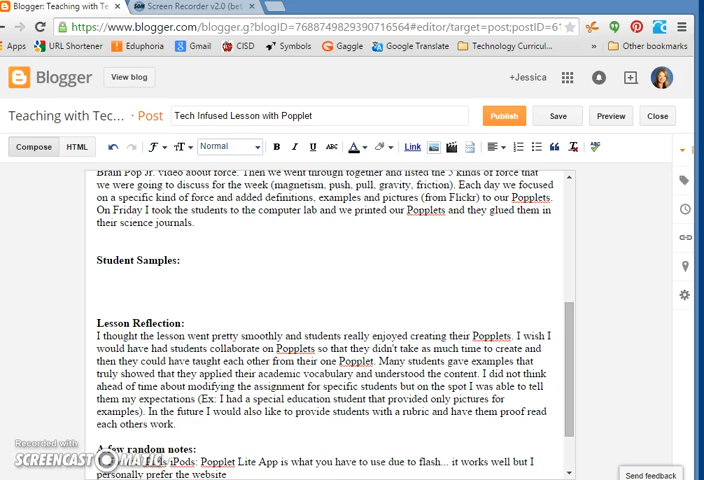 Blogger: Teaching with Tec
Screen Recorder v2.0 (be
https://www.blogger.com/blogger.g?blogID=7688749829390716564#editor/target=post;postID=61
Apps
URL Shortener
Eduphoria
Gmail
CISD
Symbols
Gaggle
Google Translate
Technology Curricul...
Other bookmarks
Blogger
View blog
+Jessica
Teaching with Tec...
· Post
Tech Infused Lesson with Popplet
Publish
Save
Preview
Close
Compose
HTML
Normal
Link
Brain Pop Jr. video about force. Then we went through together and listed the 5 kinds of force that
we were going to discuss for the week (magnetism, push, pull, gravity, friction). Each day we focused
on a specific kind of force and added definitions, examples and pictures (from Flickr) to our Popplets.
On Friday I took the students to the computer lab and we printed our Popplets and they glued them in
their science journals.
Student Samples:
Lesson Reflection:
I thought the lesson went pretty smoothly and students really enjoyed creating their Popplets. I wish I
would have had students collaborate on Popplets so that they didn't take as much time to create and
then they could have taught each other from their one Popplet. Many students gave examples that
truly showed that they applied their academic vocabulary and understood the content. I did not think
ahead of time about modifying the assignment for specific students but on the spot I was able to tell
them my expectations (Ex: I had a special education student that provided only pictures for
examples). In the future I would also like to provide students with a rubric and have them proof read
each others work.
A few random notes:
/iPods: Popplet Lite App is what you have to use due to flash... it works well but I
personally prefer the website
Recorded with
SCREENCAST MATIC
Send feedback